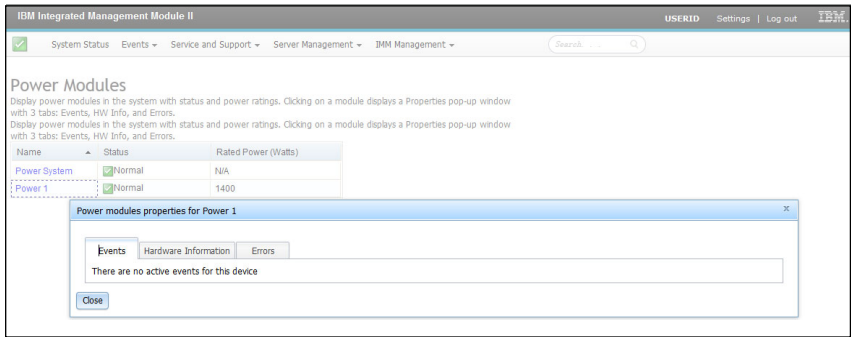 IBM Integrated Management Module II
USERID Settings | Log out IBM.
System Status Events Service and Support Server Management IMM Management Search. . .
Power Modules
Display power modules in the system with status and power ratings. Clicking on a module displays a Properties pop-up window
with 3 tabs: Events, HW Info, and Errors.
Display power modules in the system with status and power ratings. Clicking on a module displays a Properties pop-up window
with 3 tabs: Events, HW Info, and Errors.
Name Status Rated Power (Watts)
Power System Normal N/A
Power 1 Normal 1400
Power modules properties for Power 1 x
Events Hardware Information Errors
There are no active events for this device
Close